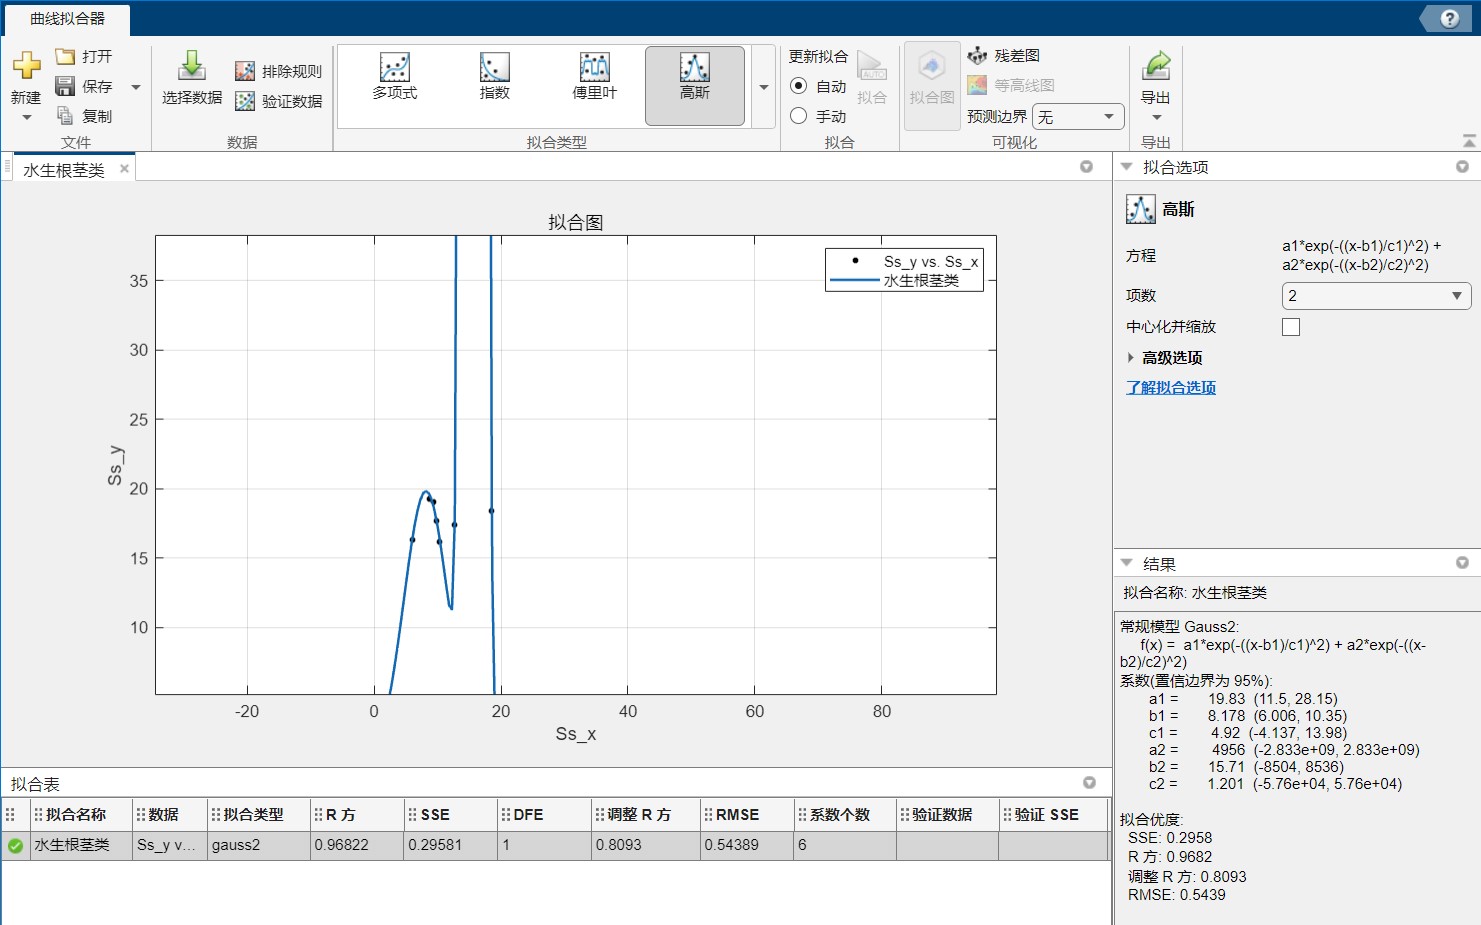 曲线拟合器
新建
打开
保存
复制
文件
选择数据
排除规则
验证数据
数据
多项式
指数
傅里叶
高斯
拟合类型
更新拟合
自动
手动
AUTO
拟合
拟合
拟合图
残差图
等高线图
预测边界 无
可视化
导出
导出
水生根茎类
拟合图
Ss_y vs. Ss_x
水生根茎类
35
30
25
20
15
10
Ss_y
-20 0 20 40 60 80
Ss_x
拟合选项
高斯
方程
a1*exp(-((x-b1)/c1)^2) +
a2*exp(-((x-b2)/c2)^2)
项数 2
中心化并缩放
高级选项
了解拟合选项
结果
拟合名称: 水生根茎类
常规模型 Gauss2:
f(x) = a1*exp(-((x-b1)/c1)^2) + a2*exp(-((x-
b2)/c2)^2)
系数(置信边界为 95%):
a1 = 19.83 (11.5, 28.15)
b1 = 8.178 (6.006, 10.35)
c1 = 4.92 (-4.137, 13.98)
a2 = 4956 (-2.833e+09, 2.833e+09)
b2 = 15.71 (-8504, 8536)
c2 = 1.201 (-5.76e+04, 5.76e+04)
拟合优度:
SSE: 0.2958
R 方: 0.9682
调整 R 方: 0.8093
RMSE: 0.5439
拟合表
拟合名称 数据 拟合类型 R 方 SSE DFE 调整 R 方 RMSE 系数个数 验证数据 验证 SSE
水生根茎类 Ss_y v... gauss2 0.96822 0.29581 1 0.8093 0.54389 6